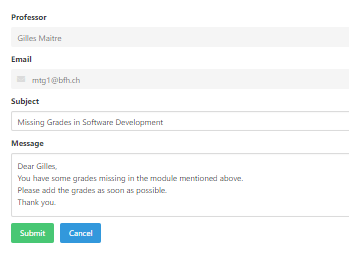 Professor
Gilles Maitre
Email
mtg1@bfh.ch
Subject
Missing Grades in Software Development
Message
Dear Gilles,
You have some grades missing in the module mentioned above.
Please add the grades as soon as possible.
Thank you.
Submit
Cancel